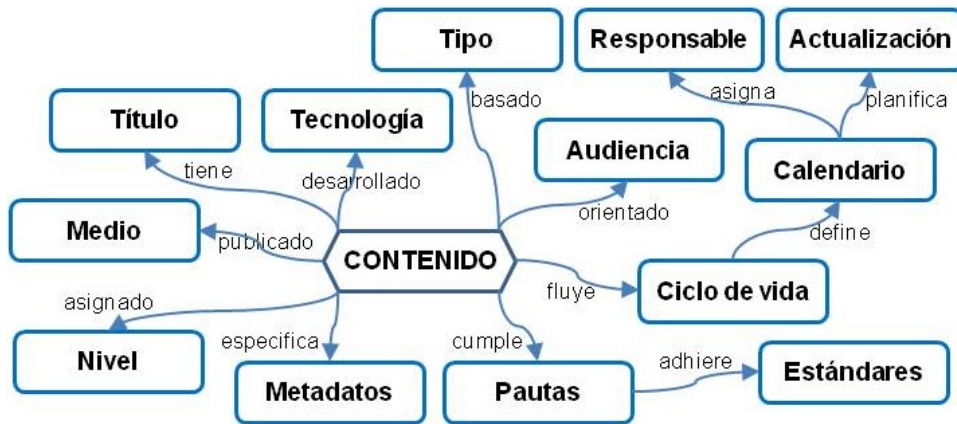 Tipo
Responsable
Actualización
basado
asigna
planifica
Título
Tecnología
Audiencia
Calendario
tiene
desarrollado
orientado
Medio
publicado
define
CONTENIDO
fluye
Ciclo de vida
asignado
especifica
cumple
adhiere
Nivel
Metadatos
Pautas
Estándares